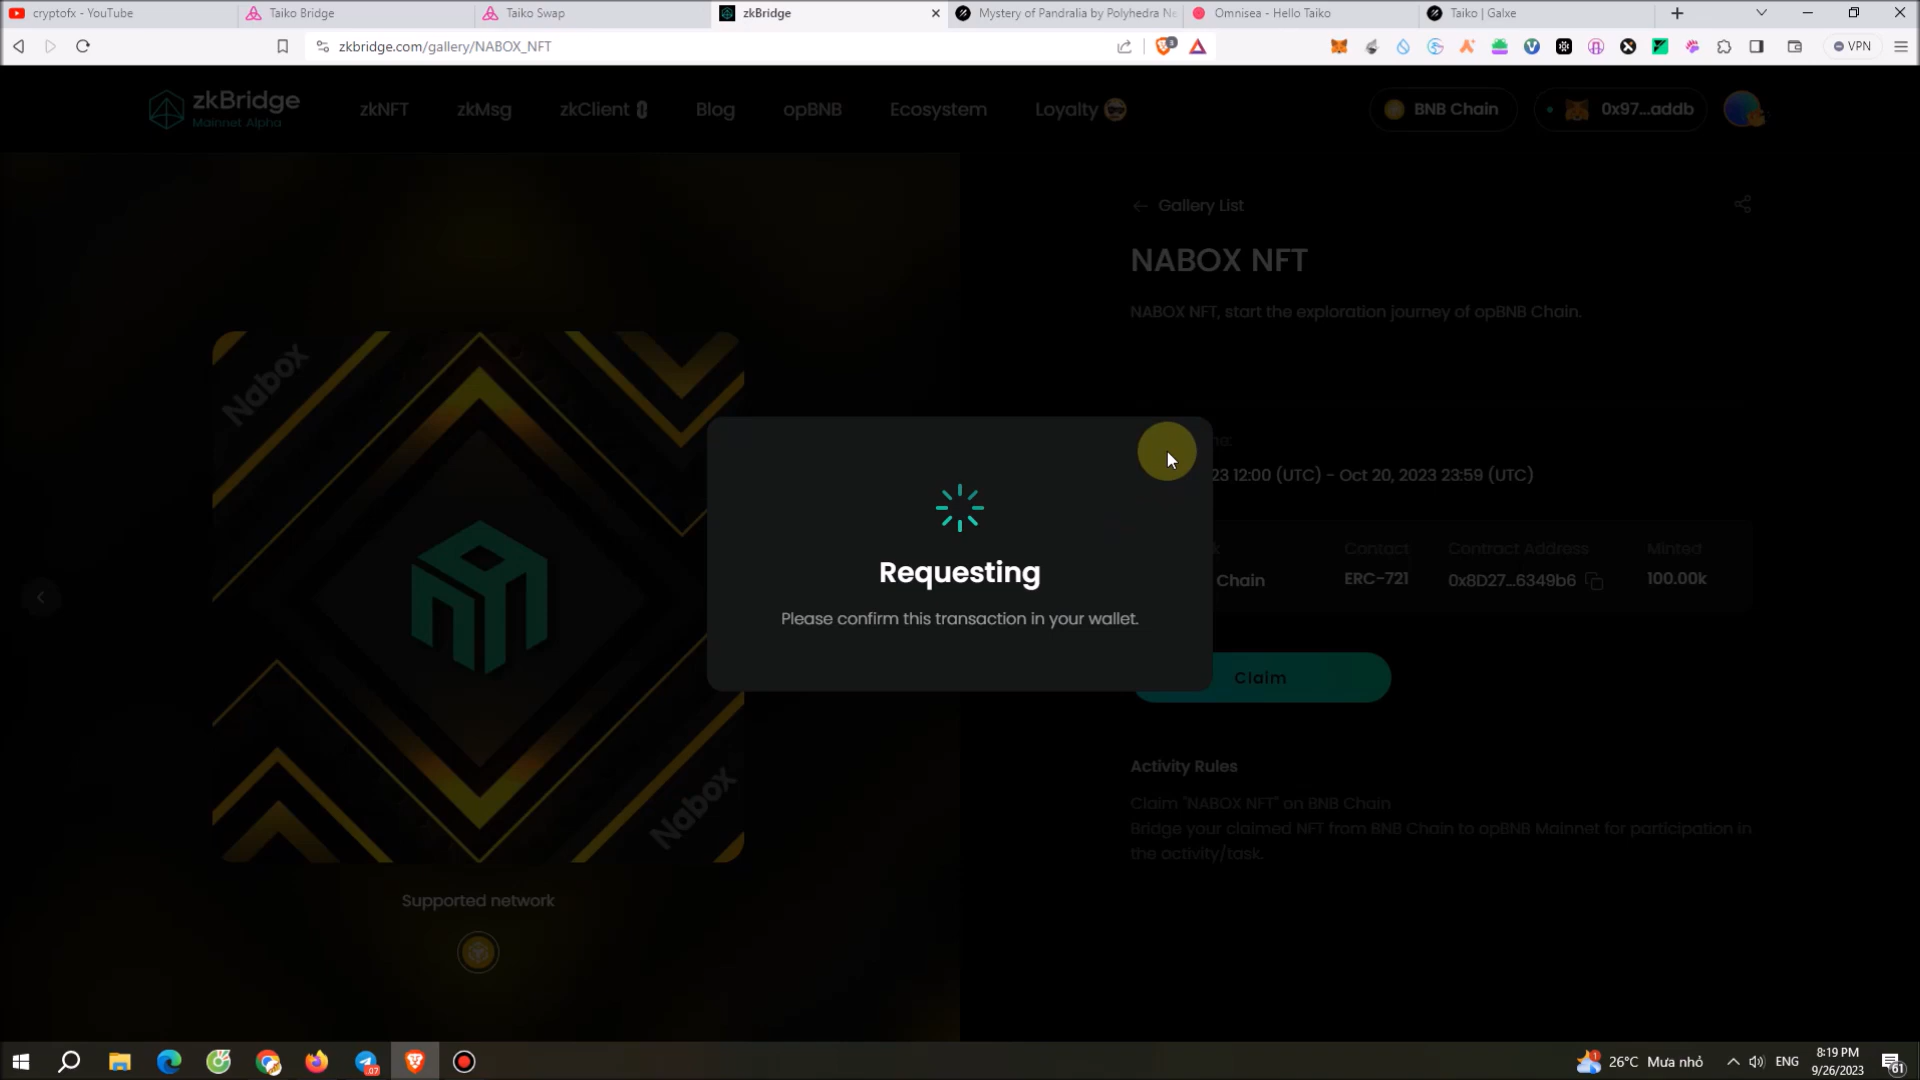 cryptofx - YouTube
Taiko Bridge
Taiko Swap
zkBridge
Mystery of Pandralia by Polyhedra Ne
Omnisea - Hello Taiko
Taiko | Galxe
zkbridge.com/gallery/NABOX_NFT
VPN
zkBridge
Mainnet Alpha
zkNFT
zkMsg
zkClient
Blog
opBNB
Ecosystem
Loyalty
BNB Chain
0x97...addb
Gallery List
NABOX NFT
NABOX NFT, start the exploration journey of opBNB Chain.
23 12:00 (UTC) - Oct 20, 2023 23:59 (UTC)
Chain
Contact
ERC-721
Contract Address
0x8D27...6349b6
Minted
100.00k
Requesting
Please confirm this transaction in your wallet.
Claim
Activity Rules
Claim "NABOX NFT" on BNB Chain
Bridge your claimed NFT from BNB Chain to opBNB Mainnet for participation in
the activity/task.
Nabox
Nabox
Supported network
26°C Mưa nhỏ
ENG
8:19 PM
9/26/2023
61